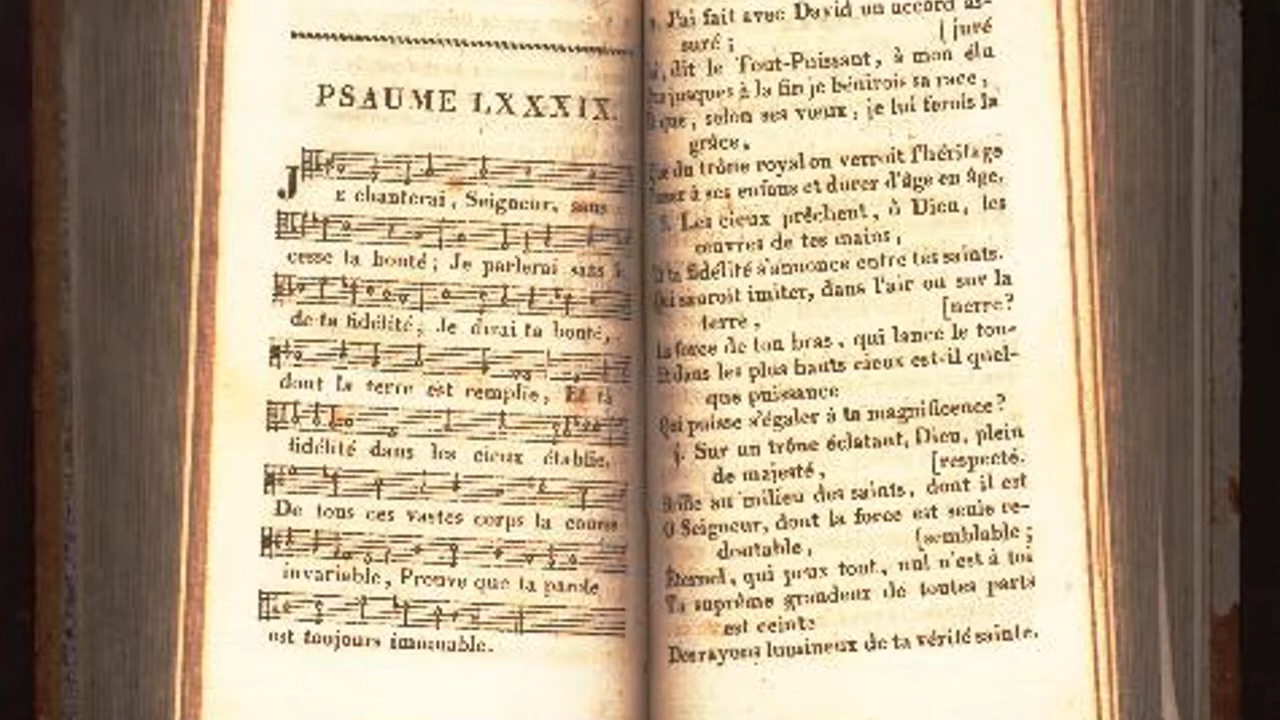 PSAUME LXXXIX.
JE chanterai, Seigneur, sans
cesse ta bonté; Je parlerai sans
de ta fidélité; Je dirai ta bonté,
dont la terre est remplie, Et ta
fidélité dans les cieux établie.
De tous ces vastes corps la course
invariable, Prouve que ta parole
est toujours immuable.
J'ai fait avec David un accord as-
suré; [juré
dit le Tout-Puissant, à mon élu
jusques à la fin je bénirois sa race,
que, selon ses vœux, je lui ferois la
grâce,
du trône royal on verroit l'héritage
à ses enfans et durer d'âge en âge.
3. Les cieux prêchent, ô Dieu, les
œuvres de tes mains,
ta fidélité s'annonce entre tes saints.
Qui sauroit imiter, dans l'air ou sur la
terre, [nerre?
La force de ton bras, qui lance le ton-
Et dans les plus hauts cieux est-il quel-
que puissance
Qui puisse s'égaler à ta magnificence?
4. Sur un trône éclatant, Dieu, plein
de majesté, [respecté.
au milieu des saints, dont il est
O Seigneur, dont la force est seule re-
doutable, [semblable;
Éternel, qui peux tout, nul n'est à toi
Ta suprême grandeur de toutes parts
est ceinte
Des rayons lumineux de ta vérité sainte.